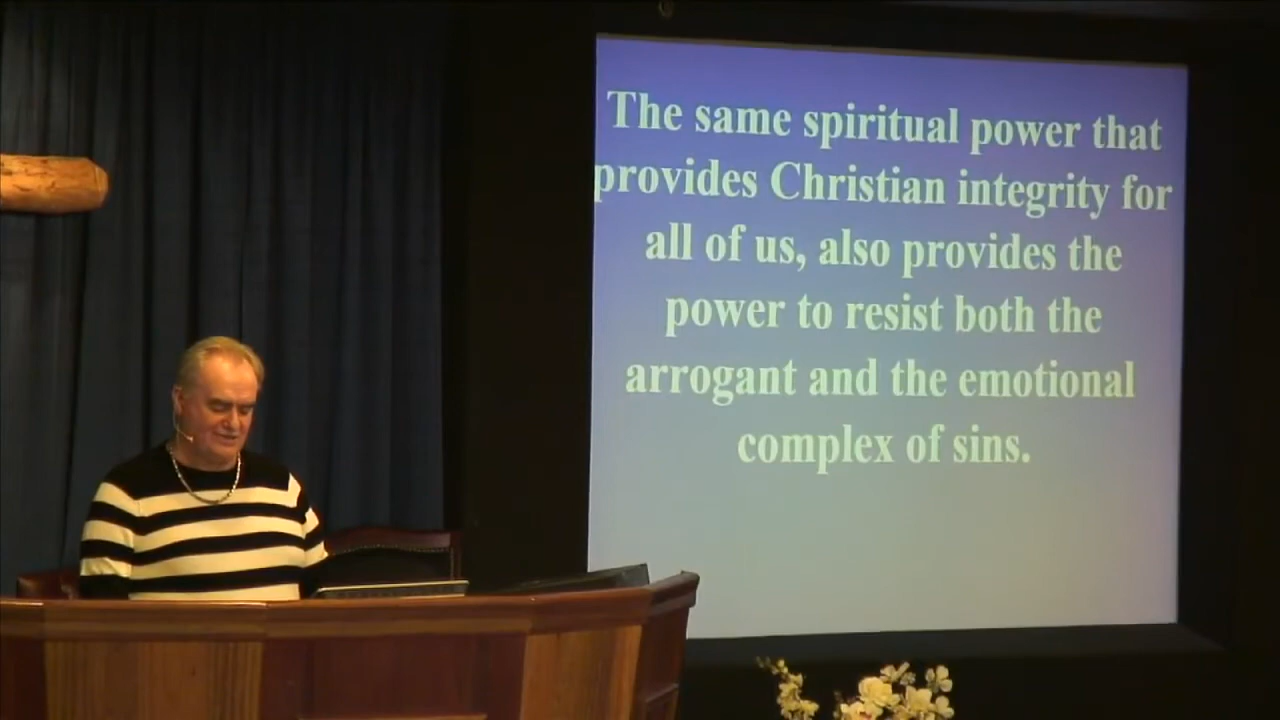 The same spiritual power that
provides Christian integrity for
all of us, also provides the
power to resist both the
arrogant and the emotional
complex of sins.